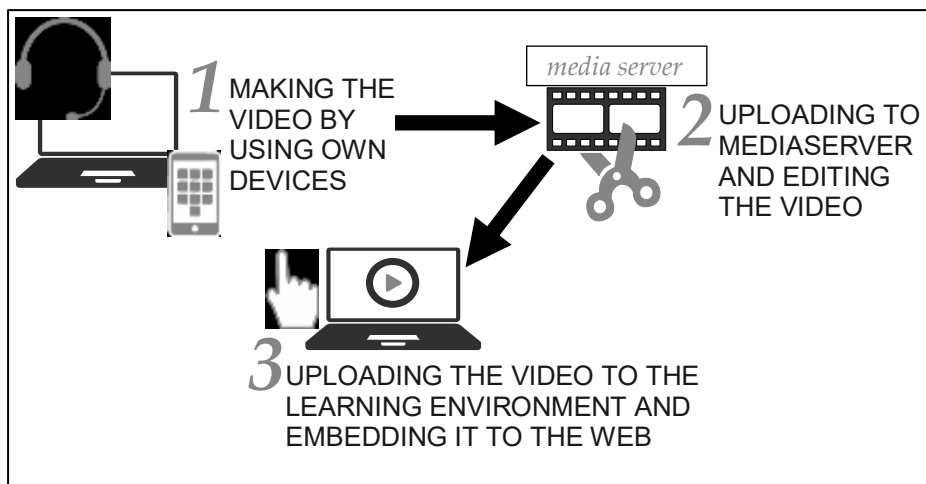 1
MAKING THE
VIDEO BY
USING OWN
DEVICES
media server
2
UPLOADING TO
MEDIASERVER
AND EDITING
THE VIDEO
3
UPLOADING THE VIDEO TO THE
LEARNING ENVIRONMENT AND
EMBEDDING IT TO THE WEB